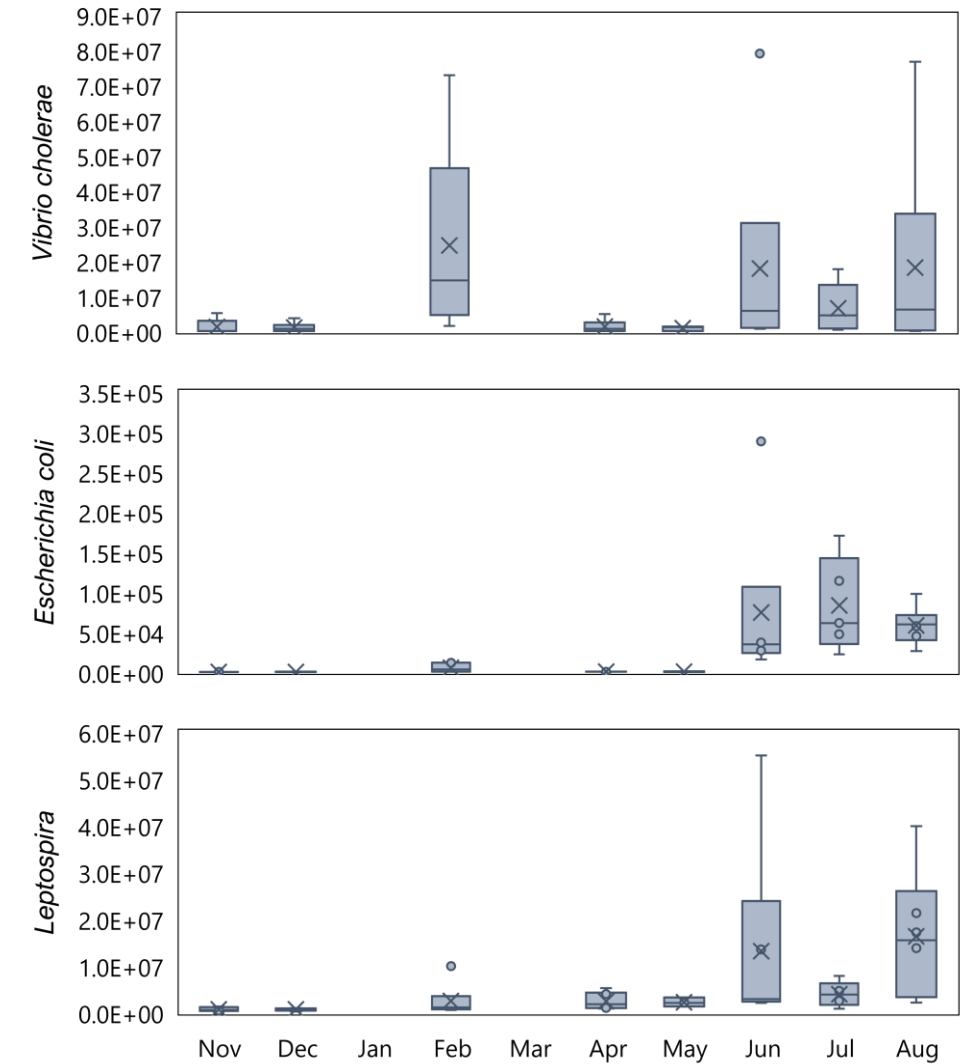 Vibrio cholerae
9.0E+07
8.0E+07
7.0E+07
6.0E+07
5.0E+07
4.0E+07
3.0E+07
2.0E+07
1.0E+07
0.0E+00
Escherichia coli
3.5E+05
3.0E+05
2.5E+05
2.0E+05
1.5E+05
1.0E+05
5.0E+04
0.0E+00
Leptospira
6.0E+07
5.0E+07
4.0E+07
3.0E+07
2.0E+07
1.0E+07
0.0E+00
Nov Dec Jan Feb Mar Apr May Jun Jul Aug